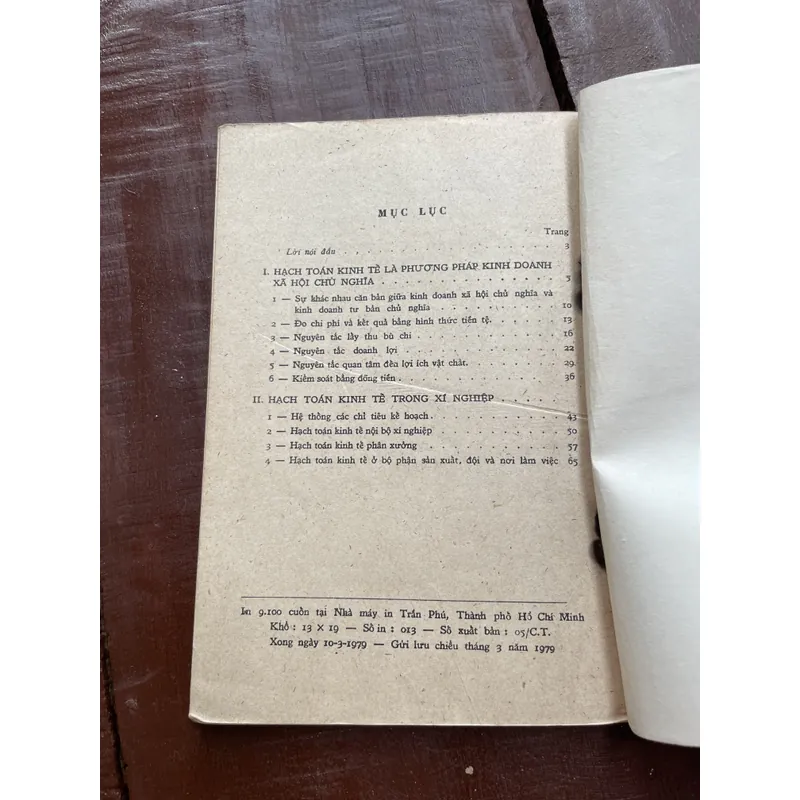 MỤC LỤC
Trang
Lời nói đầu . . . . . . . . . . . . . . . . . 3
I. HẠCH TOÁN KINH TẾ LÀ PHƯƠNG PHÁP KINH DOANH
XÃ HỘI CHỦ NGHĨA . . . . . . . . . . . . . 5
1 — Sự khác nhau căn bản giữa kinh doanh xã hội chủ nghĩa và
kinh doanh tư bản chủ nghĩa . . . . . . . . . . 10
2 — Đo chi phí và kết quả bằng hình thức tiền tệ. . . . . . . 13
3 — Nguyên tắc lấy thu bù chi . . . . . . . . . . . 16
4 — Nguyên tắc doanh lợi . . . . . . . . . . . . 22
5 — Nguyên tắc quan tâm đến lợi ích vật chất. . . . . . . . 29
6 — Kiểm soát bằng đồng tiền . . . . . . . . . . . 36
II. HẠCH TOÁN KINH TẾ TRONG XÍ NGHIỆP . . . . .
1 — Hệ thống các chỉ tiêu kế hoạch . . . . . . . . . . 43
2 — Hạch toán kinh tế nội bộ xí nghiệp . . . . . . . . . 50
3 — Hạch toán kinh tế phân xưởng . . . . . . . . . . 57
4 — Hạch toán kinh tế ở bộ phận sản xuất, đội và nơi làm việc 65
In 9.100 cuốn tại Nhà máy in Trần Phú, Thành phố Hồ Chí Minh
Khổ : 13 X 19 — Số in : 013 — Số xuất bản : 05/C.T.
Xong ngày 10-3-1979 — Gửi lưu chiểu tháng 3 năm 1979